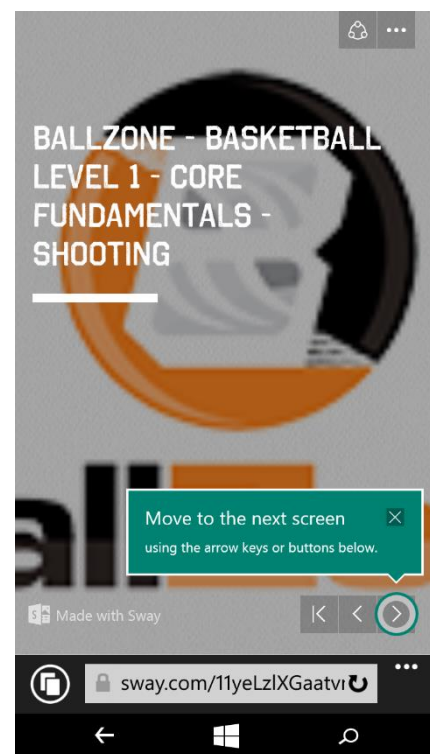 BALLZONE - BASKETBALL
LEVEL 1 - CORE
FUNDAMENTALS -
SHOOTING
all
Move to the next screen
using the arrow keys or buttons below.
Made with Sway
sway.com/11yeLzlXGaatv